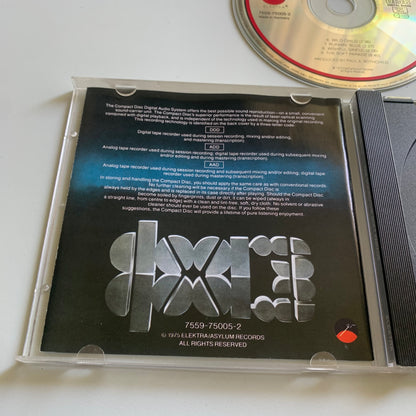 7559-75005-2
Made in Germany
PRODUCED BY PAUL A. ROTHCHILD
The Compact Disc Digital Audio System offers the best possible sound reproduction—on a small, convenient
sound-carrier unit. The Compact Disc's superior performance is the result of laser-optical scanning
combined with digital playback, and is independent of the technology used in making the original recording.
This recording technology is identified on the back cover by a three-letter code:
DDD
Digital tape recorder used during session recording, mixing and/or editing,
and mastering (transcription)
ADD
Analog tape recorder used during session recording; digital tape recorder used during subsequent mixing
and/or editing and during mastering (transcription).
AAD
Analog tape recorder used during session recording and subsequent mixing and/or editing; digital tape
recorder used during mastering (transcription).
In storing and handling the Compact Disc, you should apply the same care as with conventional records.
No further cleaning will be necessary if the Compact Disc is
always held by the edges and is replaced in its case directly after playing. Should the Compact Disc
become soiled by fingerprints, dust or dirt, it can be wiped (always in
a straight line, from centre to edge) with a clean and lint-free, soft, dry cloth. No solvent or abrasive
cleaner should ever be used on the disc. If you follow these
suggestions, the Compact Disc will provide a lifetime of pure listening enjoyment.
7559-75005-2
© 1975 ELEKTRA/ASYLUM RECORDS
ALL RIGHTS RESERVED